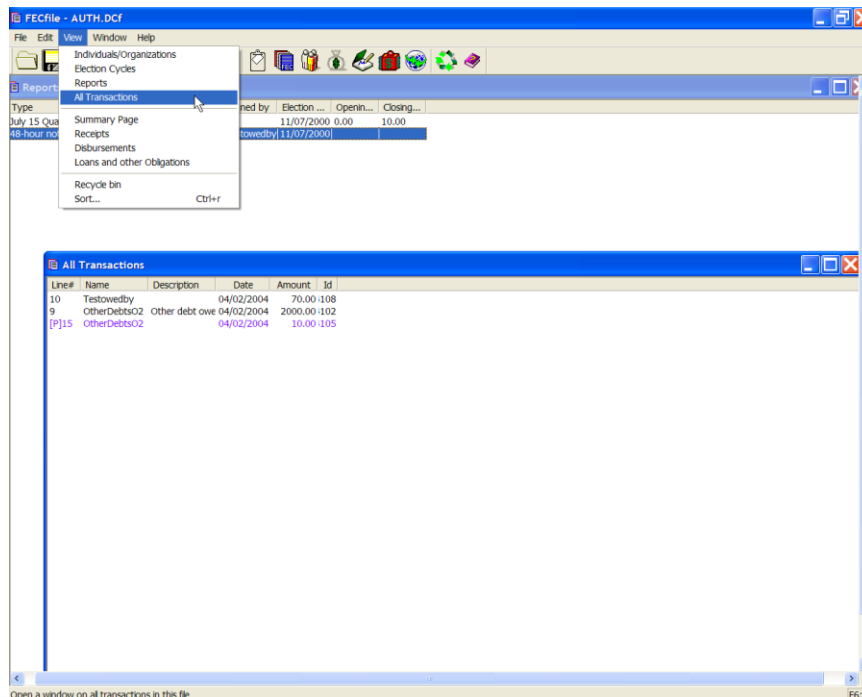 FECfile - AUTH.DCf
File Edit View Window Help
Individuals/Organizations
Election Cycles
Reports
All Transactions
Summary Page
Receipts
Disbursements
Loans and other Obligations
Recycle bin
Sort... Ctrl+r
Report
Type ned by Election ... Openin... Closing...
July 15 Qua 11/07/2000 0.00 10.00
48-hour not towedby 11/07/2000
All Transactions
Line# Name Description Date Amount Id
10 Testowedby 04/02/2004 70.00 108
9 OtherDebtsO2 Other debt owe 04/02/2004 2000.00 102
[P]15 OtherDebtsO2 04/02/2004 10.00 105
Open a window on all transactions in this file